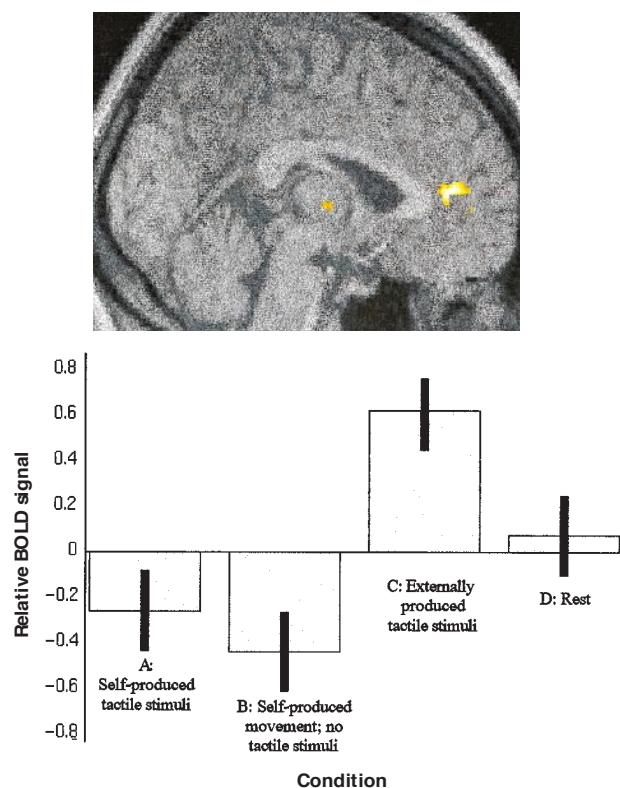 0.8
0.6
0.4
0.2
0
−0.2
−0.4
−0.6
−0.8
Relative BOLD signal
A:
Self-produced
tactile stimuli
B: Self-produced
movement; no
tactile stimuli
C: Externally
produced
tactile stimuli
D: Rest
Condition